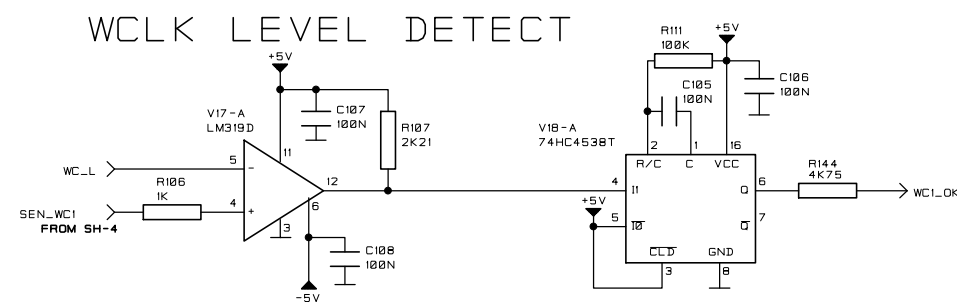 WCLK LEVEL DETECT
+5V
C107
100N
V17-A
LM319D
R107
2K21
11
WC_L
5
-
12
R106
1K
4
+
SEN_WC1
FROM SH-4
6
3
C108
100N
-5V
R111
100K
+5V
C105
100N
C106
100N
V18-A
74HC4538T
2
1
16
R/C
C
VCC
4
I1
Q
6
R144
4K75
WC1_OK
+5V
5
I0
Q
7
CLD
GND
3
8